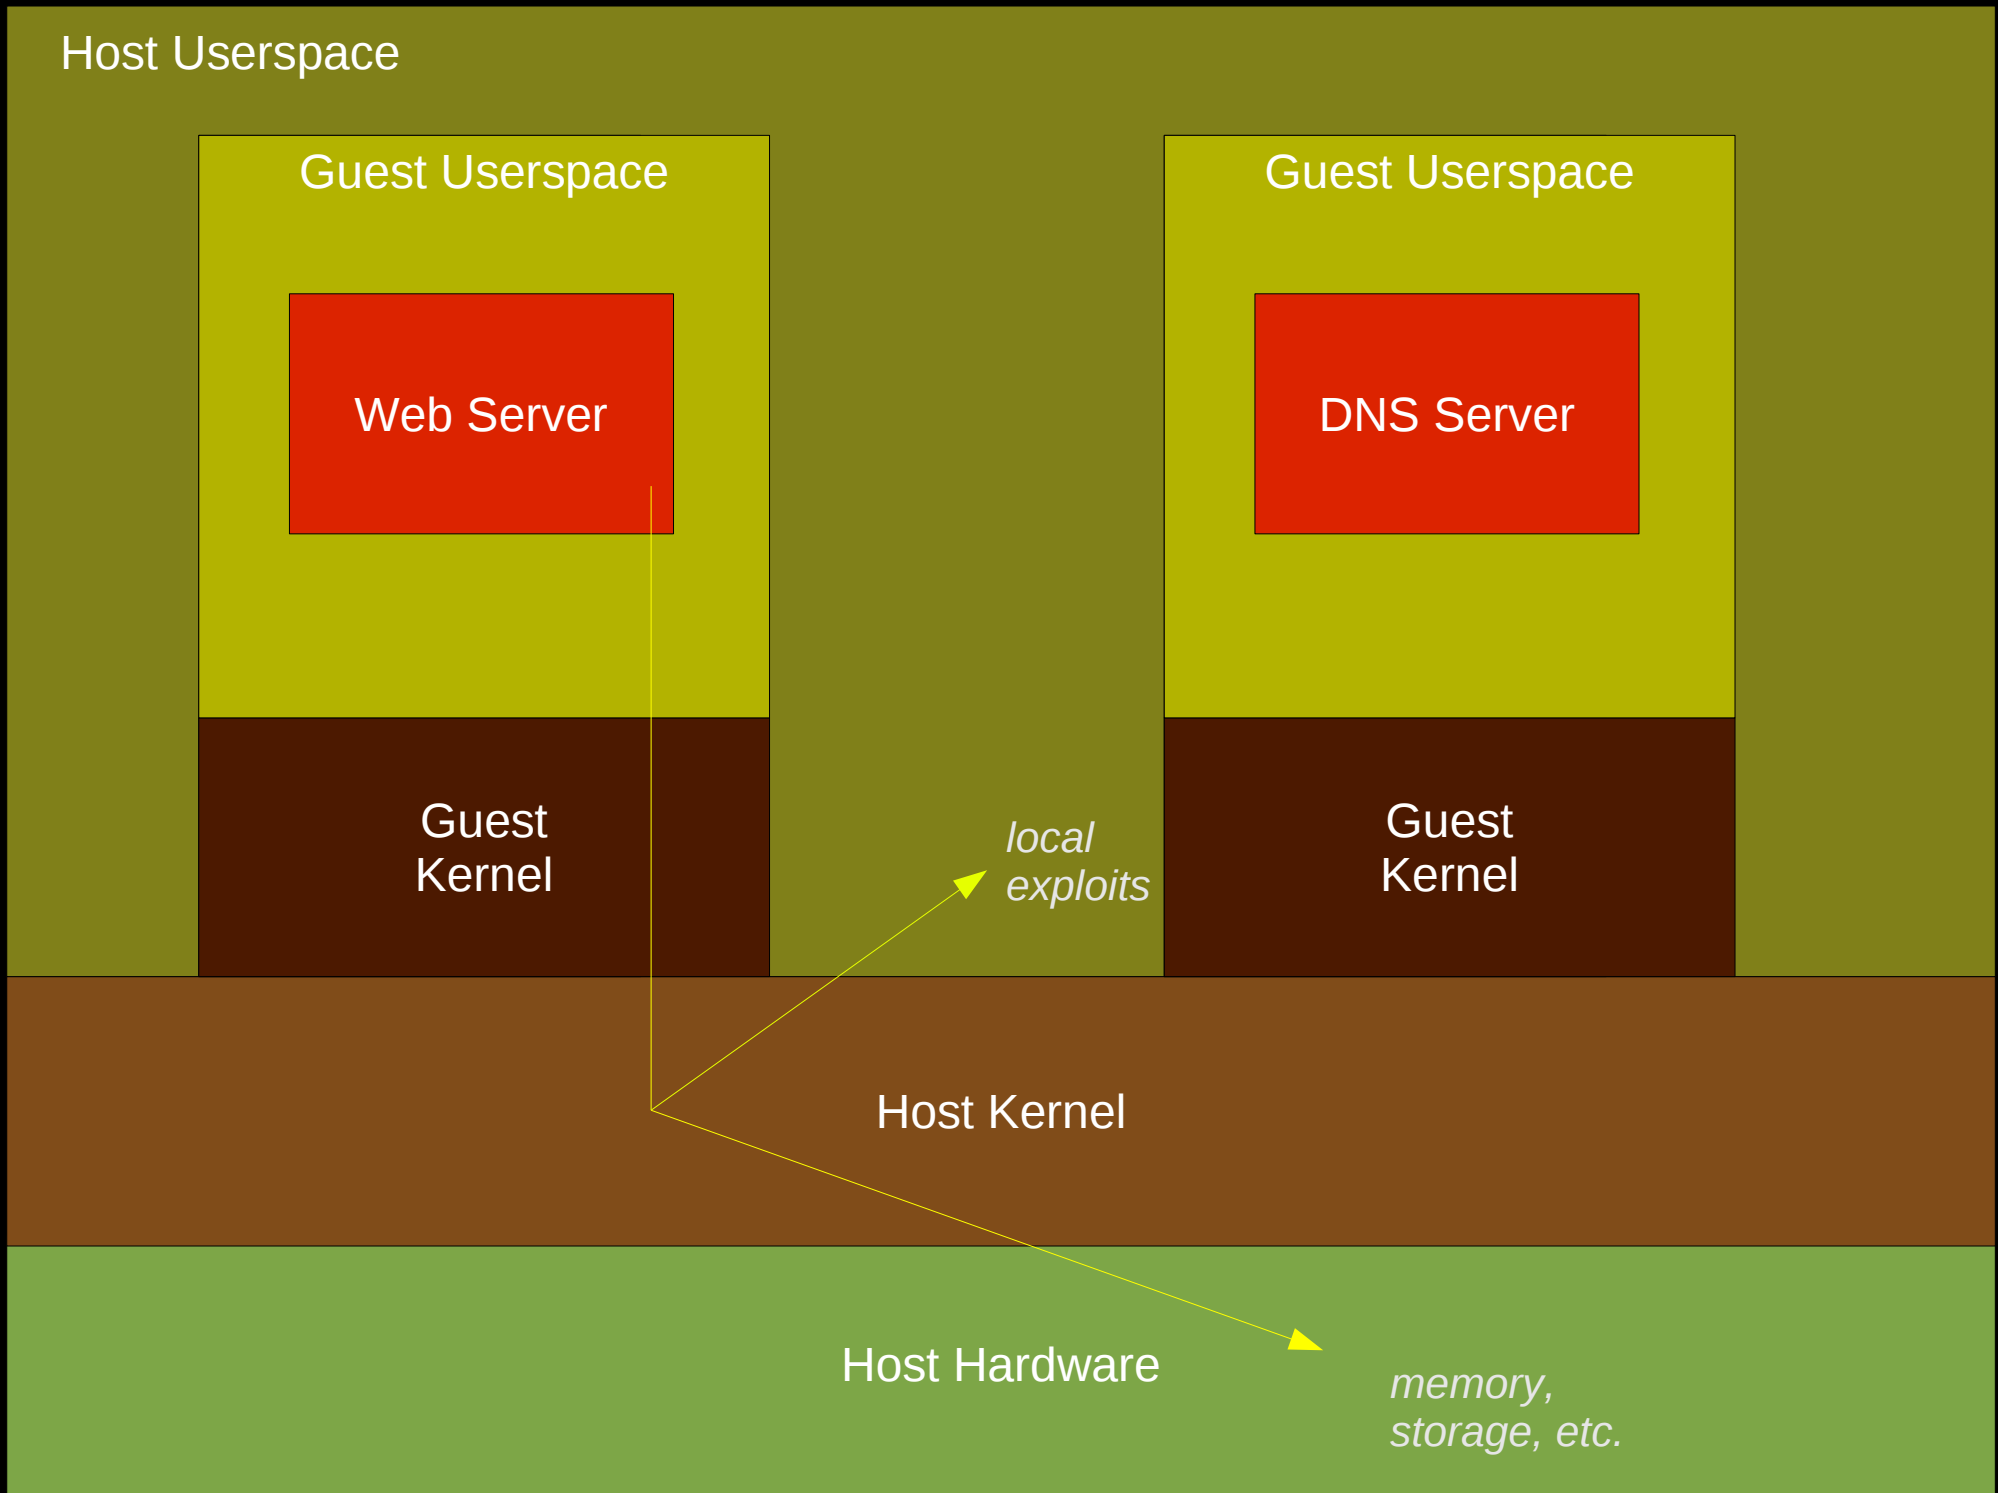 Host Userspace
Guest Userspace
Guest Userspace
Web Server
DNS Server
Guest
Kernel
local
exploits
Guest
Kernel
Host Kernel
Host Hardware
memory,
storage, etc.